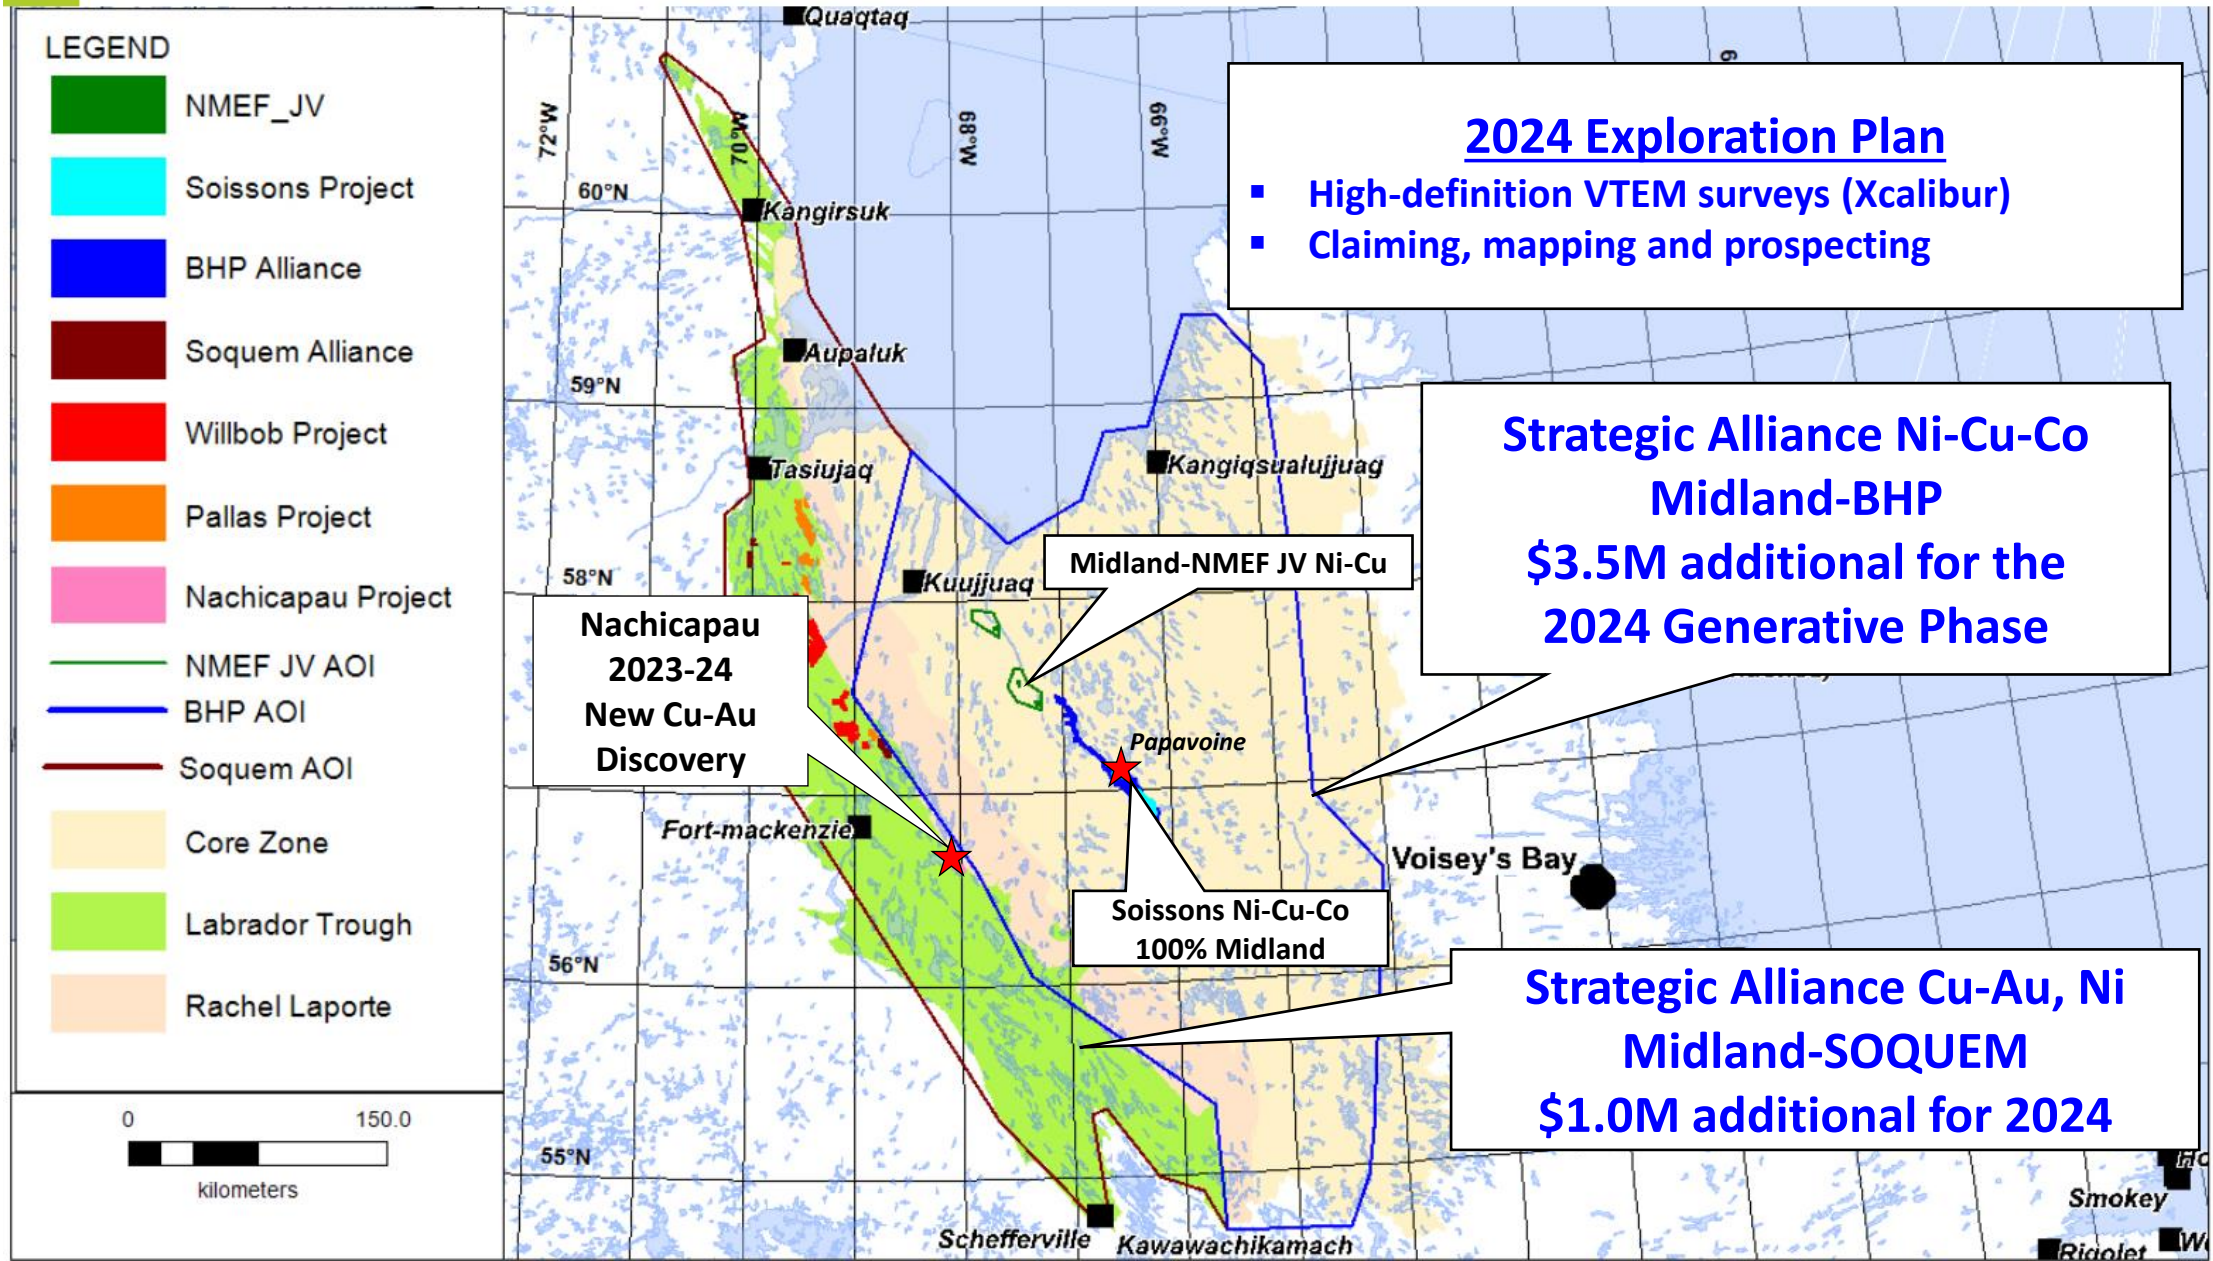 LEGEND
NMEF_JV
Soissons Project
BHP Alliance
Soquem Alliance
Willbob Project
Pallas Project
Nachicapau Project
NMEF JV AOI
BHP AOI
Soquem AOI
Core Zone
Labrador Trough
Rachel Laporte
0 150.0
kilometers
Quaqtaq
72°W
70°W
68°W
66°W
60°N
Kangirsuk
Aupaluk
59°N
Tasiujaq
Kangiqsualujjuaq
58°N
Kuujjuaq
2024 Exploration Plan
▪ High-definition VTEM surveys (Xcalibur)
▪ Claiming, mapping and prospecting
Strategic Alliance Ni-Cu-Co
Midland-BHP
$3.5M additional for the
2024 Generative Phase
Midland-NMEF JV Ni-Cu
Nachicapau
2023-24
New Cu-Au
Discovery
Papavoine
Fort-mackenzie
Voisey's Bay
Soissons Ni-Cu-Co
100% Midland
56°N
Strategic Alliance Cu-Au, Ni
Midland-SOQUEM
$1.0M additional for 2024
55°N
Schefferville
Kawawachikamach
Smokey
Rigolet